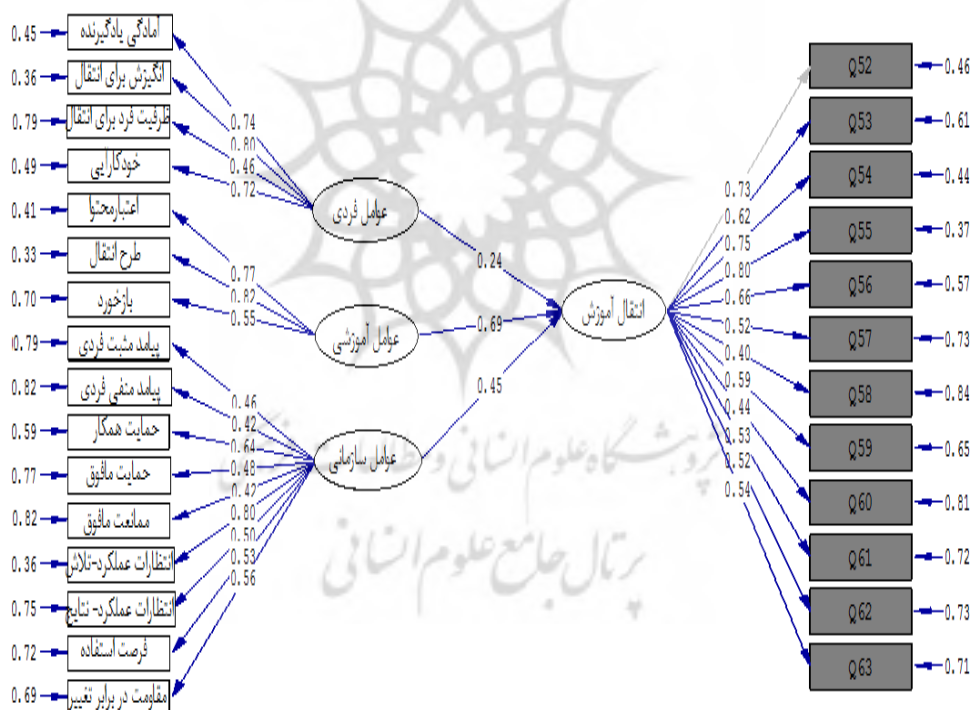 0.45 آمادگی یادگیرنده
0.36 انگیزش برای انتقال
0.79 ظرفیت فرد برای انتقال
0.49 خودکارآیی
0.41 اعتبارمحتوا
0.33 طرح انتقال
0.70 بازخورد
0.79 پیامد مثبت فردی
0.82 پیامد منفی فردی
0.59 حمایت همکار
0.77 حمایت مافوق
0.82 ممانعت مافوق
0.36 انتظارات عملکرد-تلاش
0.75 انتظارات عملکرد- نتایج
0.72 فرصت استفاده
0.69 مقاومت در برابر تغییر
0.74
0.80
0.46
0.72
0.77
0.82
0.55
0.46
0.42
0.64
0.48
0.42
0.80
0.50
0.53
0.56
عوامل فردی
عوامل آموزشی
عوامل سازمانی
0.24
0.69
0.45
انتقال آموزش
0.73
0.62
0.75
0.80
0.66
0.52
0.40
0.59
0.44
0.53
0.52
0.54
Q52 0.46
Q53 0.61
Q54 0.44
Q55 0.37
Q56 0.57
Q57 0.73
Q58 0.84
Q59 0.65
Q60 0.81
Q61 0.72
Q62 0.73
Q63 0.71
پژوهشگاه علوم انسانی و
پرتال جامع علوم انسانی